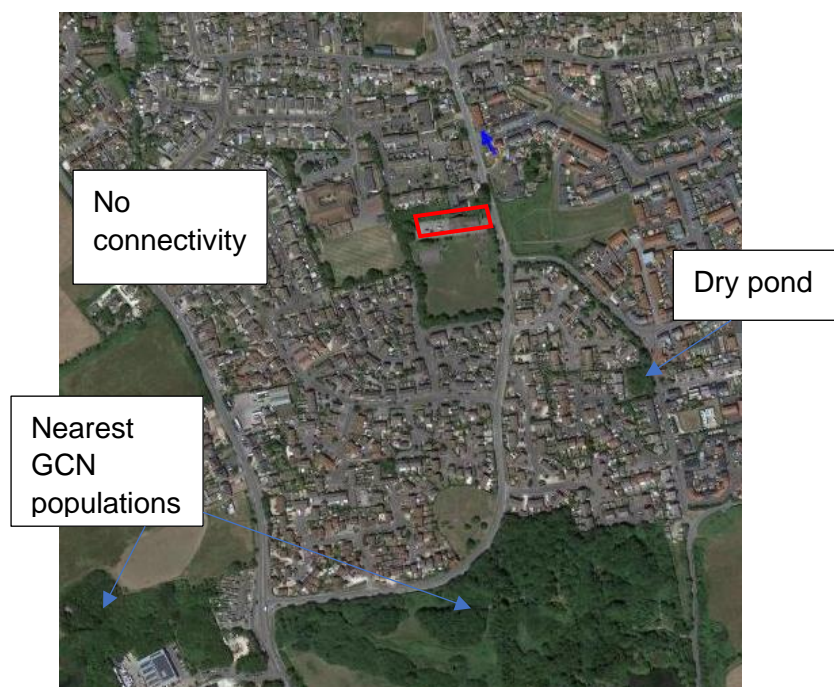 No
connectivity
Dry pond
Nearest
GCN
populations